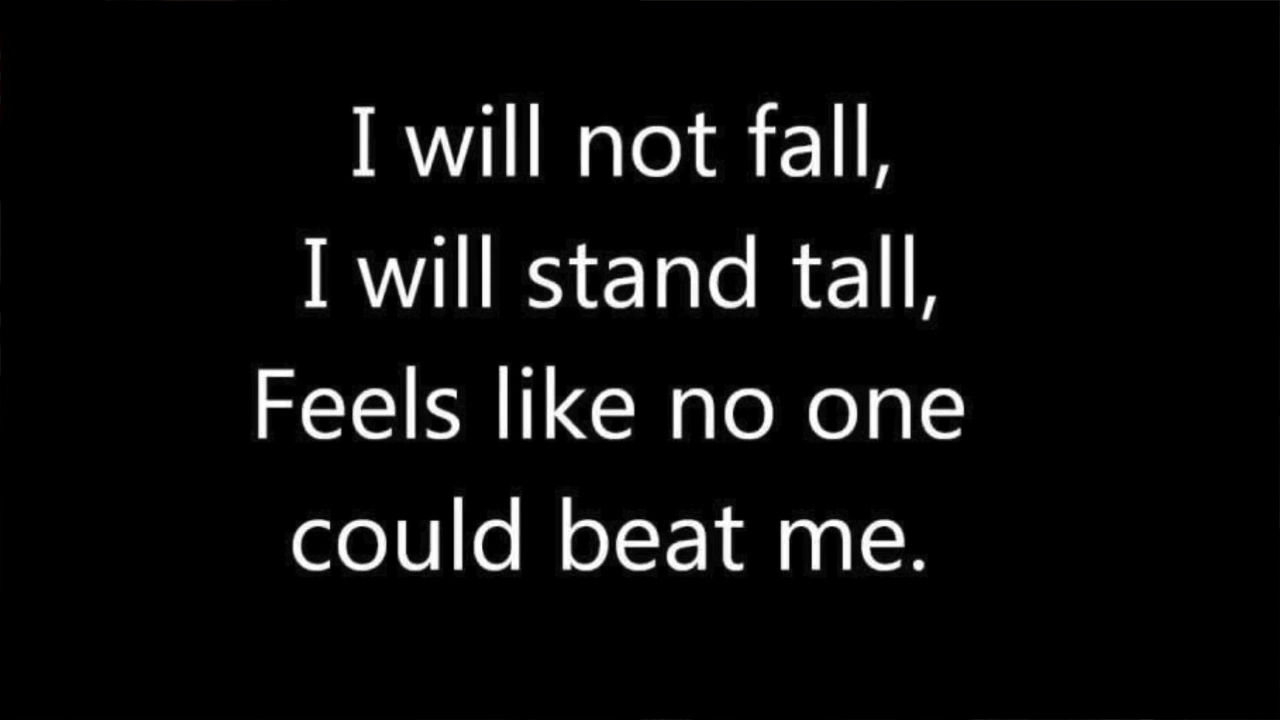 I will not fall,
I will stand tall,
Feels like no one
could beat me.